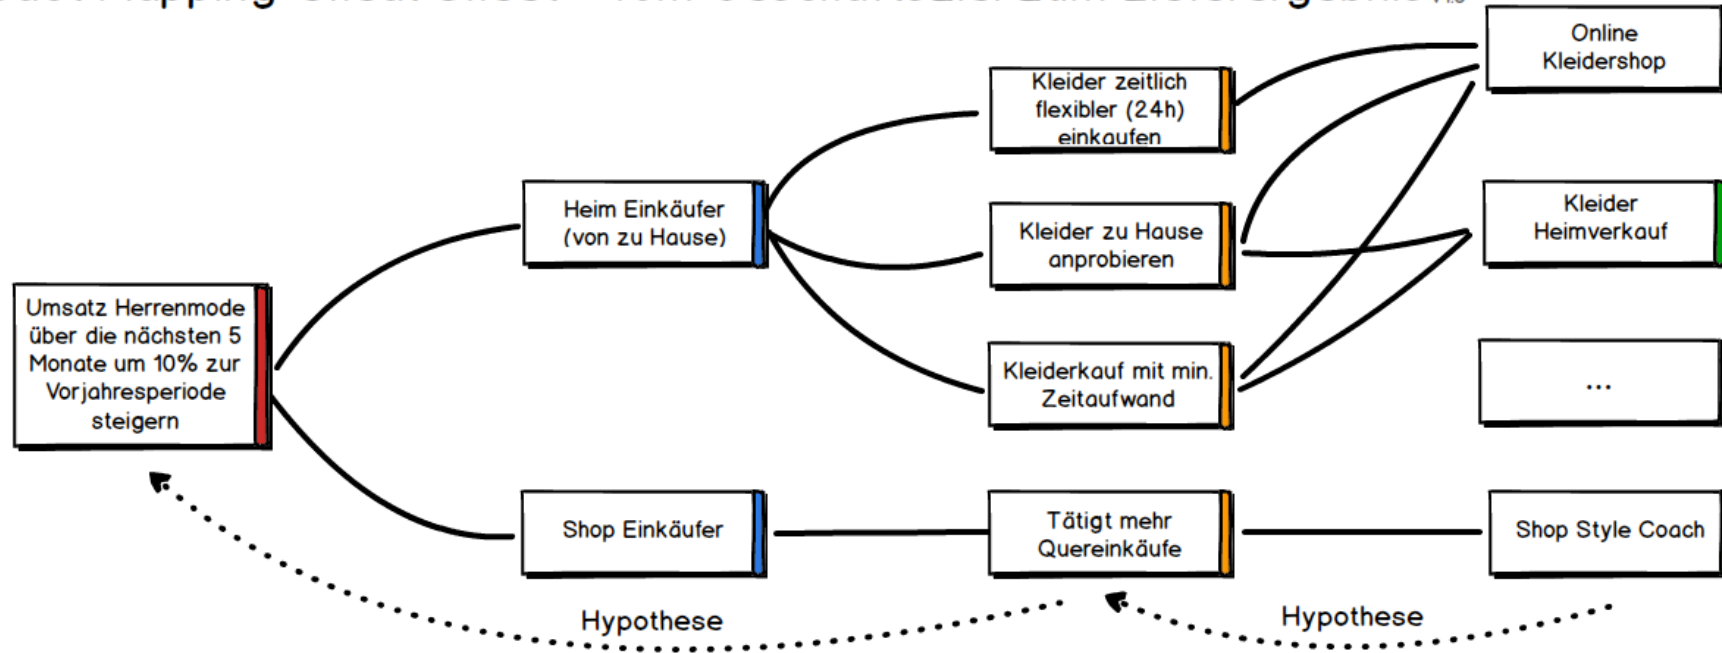 Mapping
Online
Kleidershop
Kleider zeitlich
flexibler (24h)
einkaufen
Heim Einkäufer
(von zu Hause)
Kleider zu Hause
anprobieren
Kleider
Heimverkauf
Umsatz Herrenmode
über die nächsten 5
Monate um 10% zur
Vorjahresperiode
steigern
Kleiderkauf mit min.
Zeitaufwand
...
Shop Einkäufer
Tätigt mehr
Quereinkäufe
Shop Style Coach
Hypothese
Hypothese